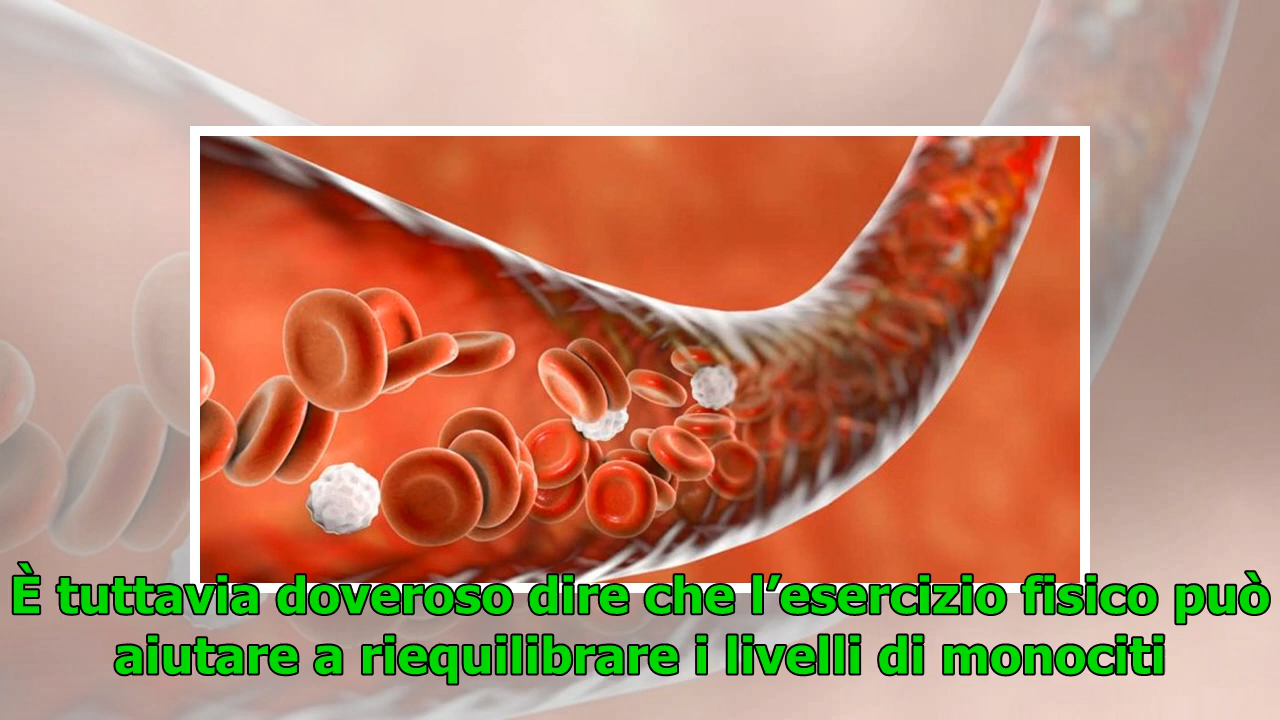 È tuttavia doveroso dire che l’esercizio fisico può
aiutare a riequilibrare i livelli di monociti